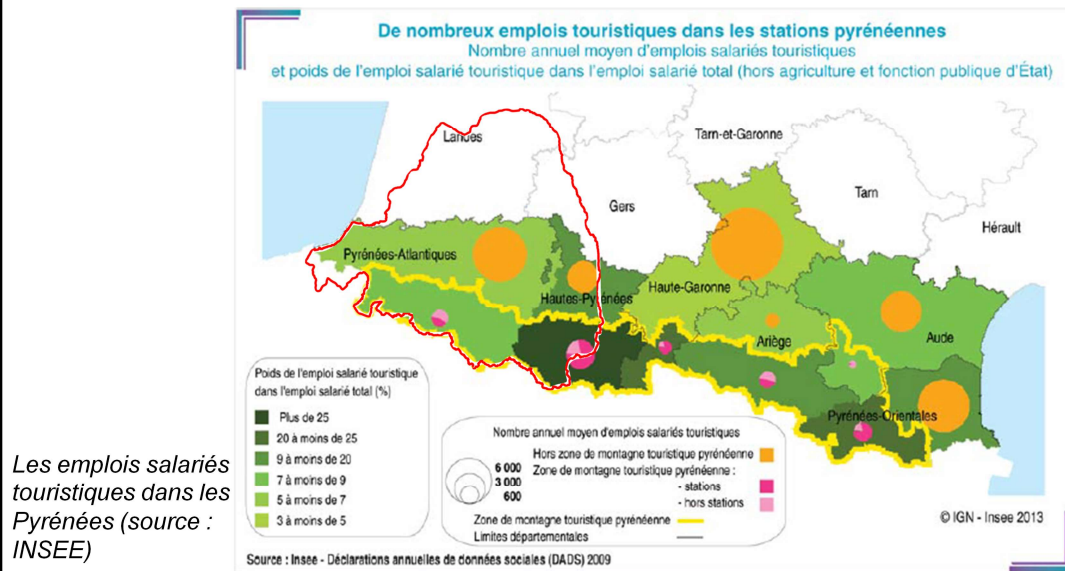 De nombreux emplois touristiques dans les stations pyrénéennes
Nombre annuel moyen d'emplois salariés touristiques
et poids de l'emploi salarié touristique dans l'emploi salarié total (hors agriculture et fonction publique d'État)
Landes
Tarn-et-Garonne
Tarn
Gers
Hérault
Pyrénées-Atlantiques
Hautes-Pyrénées
Haute-Garonne
Ariège
Aude
Pyrénées-Orientales
Poids de l'emploi salarié touristique
dans l'emploi salarié total (%)
Plus de 25
20 à moins de 25
9 à moins de 20
7 à moins de 9
5 à moins de 7
3 à moins de 5
Nombre annuel moyen d'emplois salariés touristiques
Hors zone de montagne touristique pyrénéenne
Zone de montagne touristique pyrénéenne :
- stations
- hors stations
6 000
3 000
600
Zone de montagne touristique pyrénéenne
Limites départementales
© IGN - Insee 2013
Source : Insee - Déclarations annuelles de données sociales (DADS) 2009
Les emplois salariés
touristiques dans les
Pyrénées (source :
INSEE)